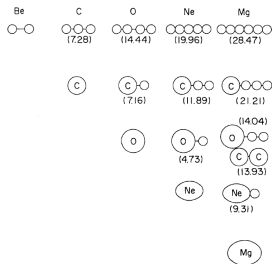 Be C O Ne Mg
(7.28) (14.44) (19.96) (28.47)
C C C C
(7.16) (11.89) (21.21)
(14.04)
O O O
C C
(4.73) (13.93)
Ne Ne
(9.31)
Mg